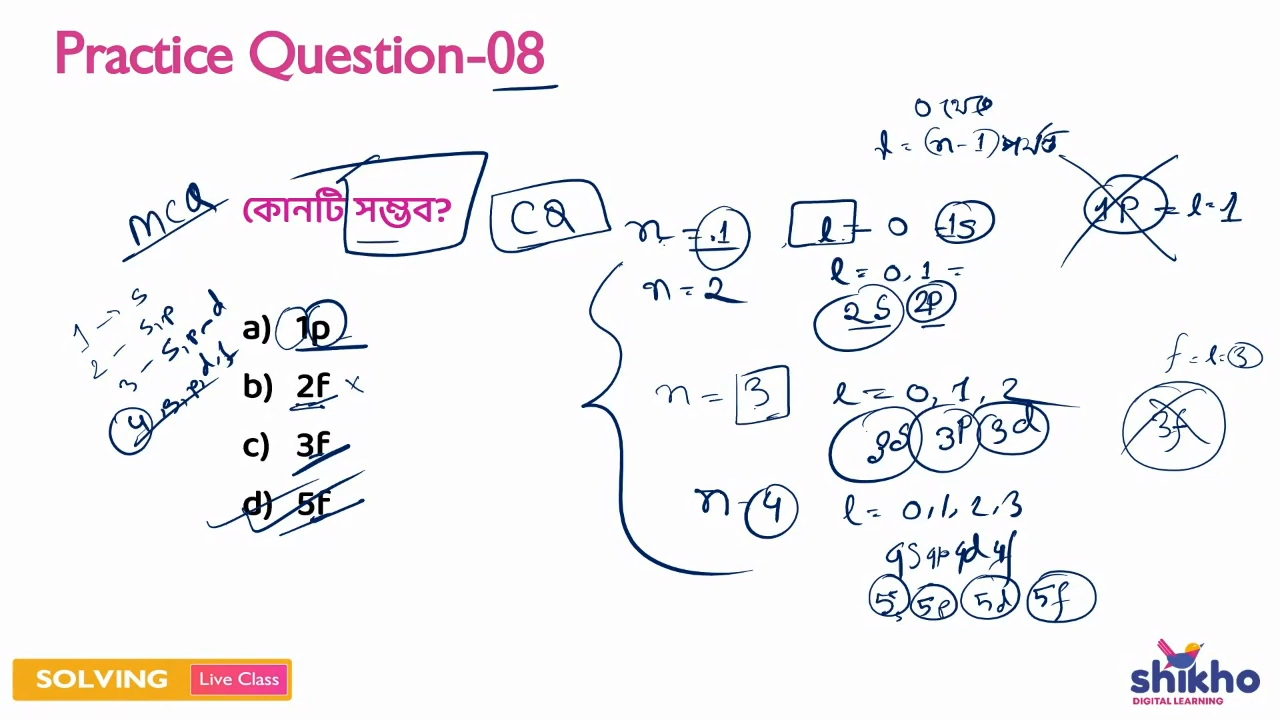 Practice Question-08
0 থেকে
l = (n - 1) পর্যন্ত
MCQ কোনটি সম্ভব? CQ
n = 1 l = 0 1s
1p = l = 1
n = 2 l = 0, 1 =
2s 2p
1 → s
2 - s,p
3 - s,p,d
4 s,p,d,f
a) 1p
b) 2f ×
c) 3f
d) 5f
f = l = 3
n = 3 l = 0, 1, 2
3s 3p 3d
3f
n = 4 l = 0, 1, 2, 3
4s 4p 4d 4f
5s 5p 5d 5f
SOLVING Live Class
shikho
DIGITAL LEARNING